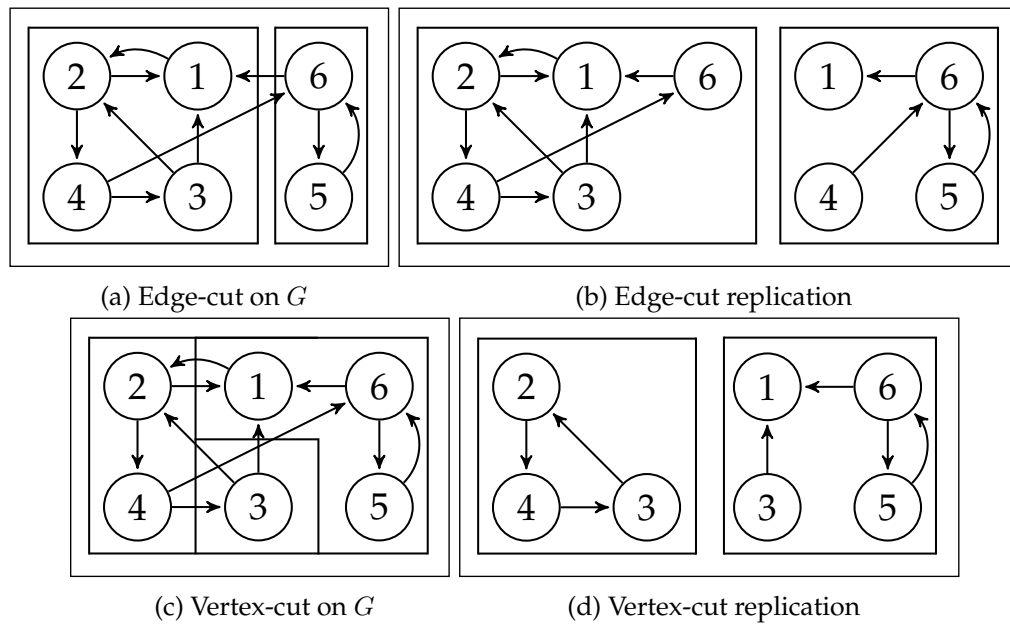 2 1 6 2 1 6 1 6
4 3 5 4 3 4 5
(a) Edge-cut on G (b) Edge-cut replication
2 1 6 2 1 6
4 3 5 4 3 3 5
(c) Vertex-cut on G (d) Vertex-cut replication